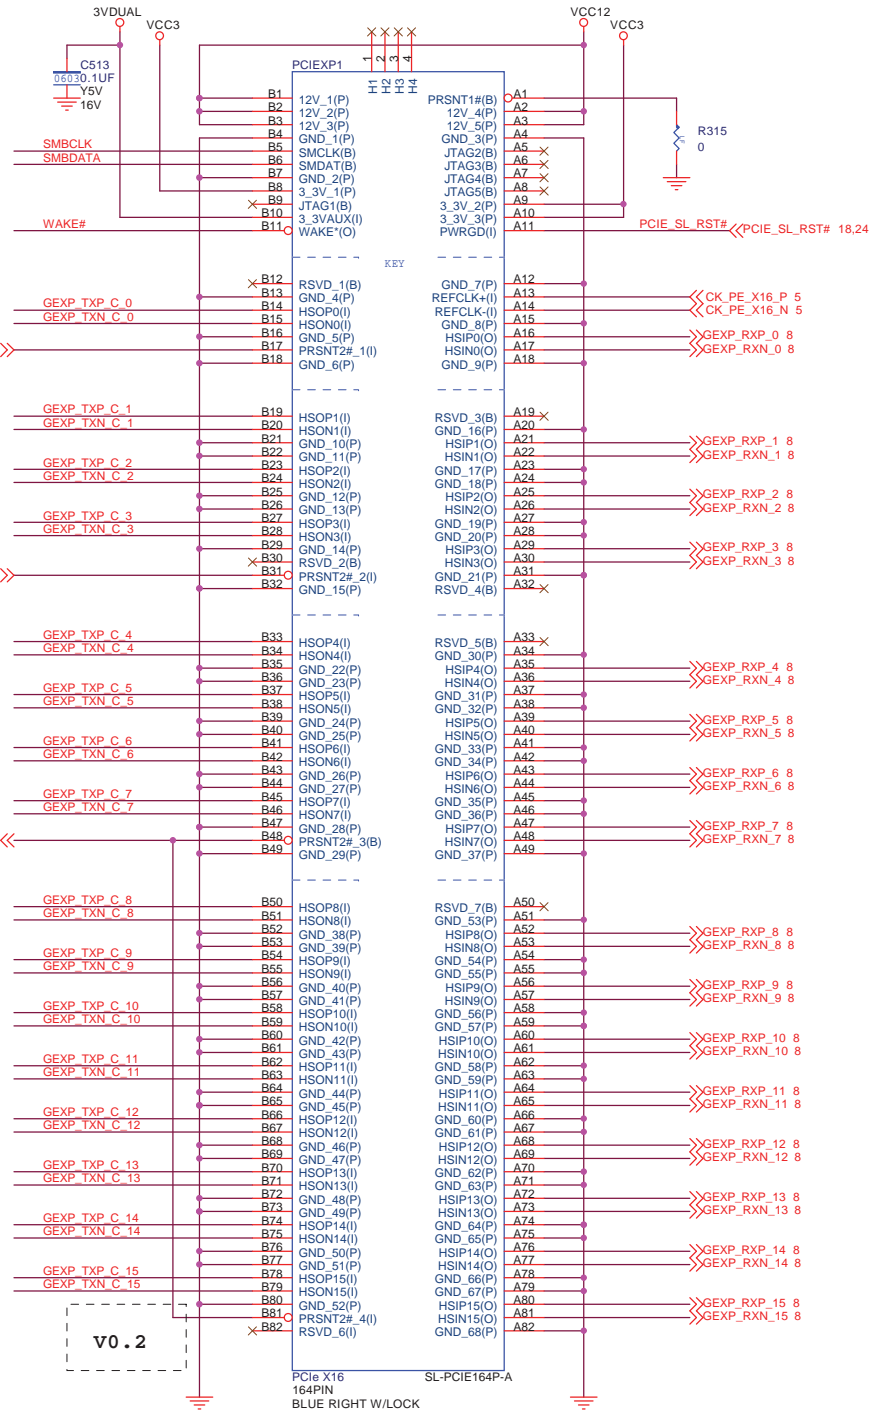 3VDUAL
VCC3
VCC12
VCC3
C513
0603
0.1UF
Y5V
16V
PCIEXP1
1 2 3 4
H1 H2 H3 H4
B1 12V_1(P) PRSNT1#(B) A1
B2 12V_2(P) 12V_4(P) A2
B3 12V_3(P) 12V_5(P) A3
B4 GND_1(P) GND_3(P) A4
R315
0
SMBCLK B5 SMCLK(B) JTAG2(B) A5
SMBDATA B6 SMDAT(B) JTAG3(B) A6
B7 GND_2(P) JTAG4(B) A7
B8 3_3V_1(P) JTAG5(B) A8
B9 JTAG1(B) 3_3V_2(P) A9
B10 3_3VAUX(I) 3_3V_3(P) A10
WAKE# B11 WAKE*(O) PWRGD(I) A11 PCIE_SL_RST# PCIE_SL_RST# 18,24
KEY
B12 RSVD_1(B) GND_7(P) A12
B13 GND_4(P) REFCLK+(I) A13 CK_PE_X16_P 5
GEXP_TXP_C_0 B14 HSOP0(I) REFCLK-(I) A14 CK_PE_X16_N 5
GEXP_TXN_C_0 B15 HSON0(I) GND_8(P) A15
B16 GND_5(P) HSIP0(O) A16 GEXP_RXP_0 8
B17 PRSNT2#_1(I) HSIN0(O) A17 GEXP_RXN_0 8
B18 GND_6(P) GND_9(P) A18
GEXP_TXP_C_1 B19 HSOP1(I) RSVD_3(B) A19
GEXP_TXN_C_1 B20 HSON1(I) GND_16(P) A20
B21 GND_10(P) HSIP1(O) A21 GEXP_RXP_1 8
B22 GND_11(P) HSIN1(O) A22 GEXP_RXN_1 8
GEXP_TXP_C_2 B23 HSOP2(I) GND_17(P) A23
GEXP_TXN_C_2 B24 HSON2(I) GND_18(P) A24
B25 GND_12(P) HSIP2(O) A25 GEXP_RXP_2 8
B26 GND_13(P) HSIN2(O) A26 GEXP_RXN_2 8
GEXP_TXP_C_3 B27 HSOP3(I) GND_19(P) A27
GEXP_TXN_C_3 B28 HSON3(I) GND_20(P) A28
B29 GND_14(P) HSIP3(O) A29 GEXP_RXP_3 8
B30 RSVD_2(B) HSIN3(O) A30 GEXP_RXN_3 8
B31 PRSNT2#_2(I) GND_21(P) A31
B32 GND_15(P) RSVD_4(B) A32
GEXP_TXP_C_4 B33 HSOP4(I) RSVD_5(B) A33
GEXP_TXN_C_4 B34 HSON4(I) GND_30(P) A34
B35 GND_22(P) HSIP4(O) A35 GEXP_RXP_4 8
B36 GND_23(P) HSIN4(O) A36 GEXP_RXN_4 8
GEXP_TXP_C_5 B37 HSOP5(I) GND_31(P) A37
GEXP_TXN_C_5 B38 HSON5(I) GND_32(P) A38
B39 GND_24(P) HSIP5(O) A39 GEXP_RXP_5 8
B40 GND_25(P) HSIN5(O) A40 GEXP_RXN_5 8
GEXP_TXP_C_6 B41 HSOP6(I) GND_33(P) A41
GEXP_TXN_C_6 B42 HSON6(I) GND_34(P) A42
B43 GND_26(P) HSIP6(O) A43 GEXP_RXP_6 8
B44 GND_27(P) HSIN6(O) A44 GEXP_RXN_6 8
GEXP_TXP_C_7 B45 HSOP7(I) GND_35(P) A45
GEXP_TXN_C_7 B46 HSON7(I) GND_36(P) A46
B47 GND_28(P) HSIP7(O) A47 GEXP_RXP_7 8
B48 PRSNT2#_3(B) HSIN7(O) A48 GEXP_RXN_7 8
B49 GND_29(P) GND_37(P) A49
GEXP_TXP_C_8 B50 HSOP8(I) RSVD_7(B) A50
GEXP_TXN_C_8 B51 HSON8(I) GND_53(P) A51
B52 GND_38(P) HSIP8(O) A52 GEXP_RXP_8 8
B53 GND_39(P) HSIN8(O) A53 GEXP_RXN_8 8
GEXP_TXP_C_9 B54 HSOP9(I) GND_54(P) A54
GEXP_TXN_C_9 B55 HSON9(I) GND_55(P) A55
B56 GND_40(P) HSIP9(O) A56 GEXP_RXP_9 8
B57 GND_41(P) HSIN9(O) A57 GEXP_RXN_9 8
GEXP_TXP_C_10 B58 HSOP10(I) GND_56(P) A58
GEXP_TXN_C_10 B59 HSON10(I) GND_57(P) A59
B60 GND_42(P) HSIP10(O) A60 GEXP_RXP_10 8
B61 GND_43(P) HSIN10(O) A61 GEXP_RXN_10 8
GEXP_TXP_C_11 B62 HSOP11(I) GND_58(P) A62
GEXP_TXN_C_11 B63 HSON11(I) GND_59(P) A63
B64 GND_44(P) HSIP11(O) A64 GEXP_RXP_11 8
B65 GND_45(P) HSIN11(O) A65 GEXP_RXN_11 8
GEXP_TXP_C_12 B66 HSOP12(I) GND_60(P) A66
GEXP_TXN_C_12 B67 HSON12(I) GND_61(P) A67
B68 GND_46(P) HSIP12(O) A68 GEXP_RXP_12 8
B69 GND_47(P) HSIN12(O) A69 GEXP_RXN_12 8
GEXP_TXP_C_13 B70 HSOP13(I) GND_62(P) A70
GEXP_TXN_C_13 B71 HSON13(I) GND_63(P) A71
B72 GND_48(P) HSIP13(O) A72 GEXP_RXP_13 8
B73 GND_49(P) HSIN13(O) A73 GEXP_RXN_13 8
GEXP_TXP_C_14 B74 HSOP14(I) GND_64(P) A74
GEXP_TXN_C_14 B75 HSON14(I) GND_65(P) A75
B76 GND_50(P) HSIP14(O) A76 GEXP_RXP_14 8
B77 GND_51(P) HSIN14(O) A77 GEXP_RXN_14 8
GEXP_TXP_C_15 B78 HSOP15(I) GND_66(P) A78
GEXP_TXN_C_15 B79 HSON15(I) GND_67(P) A79
B80 GND_52(P) HSIP15(O) A80 GEXP_RXP_15 8
B81 PRSNT2#_4(I) HSIN15(O) A81 GEXP_RXN_15 8
B82 RSVD_6(I) GND_68(P) A82
V0.2
PCIe X16 SL-PCIE164P-A
164PIN
BLUE RIGHT W/LOCK